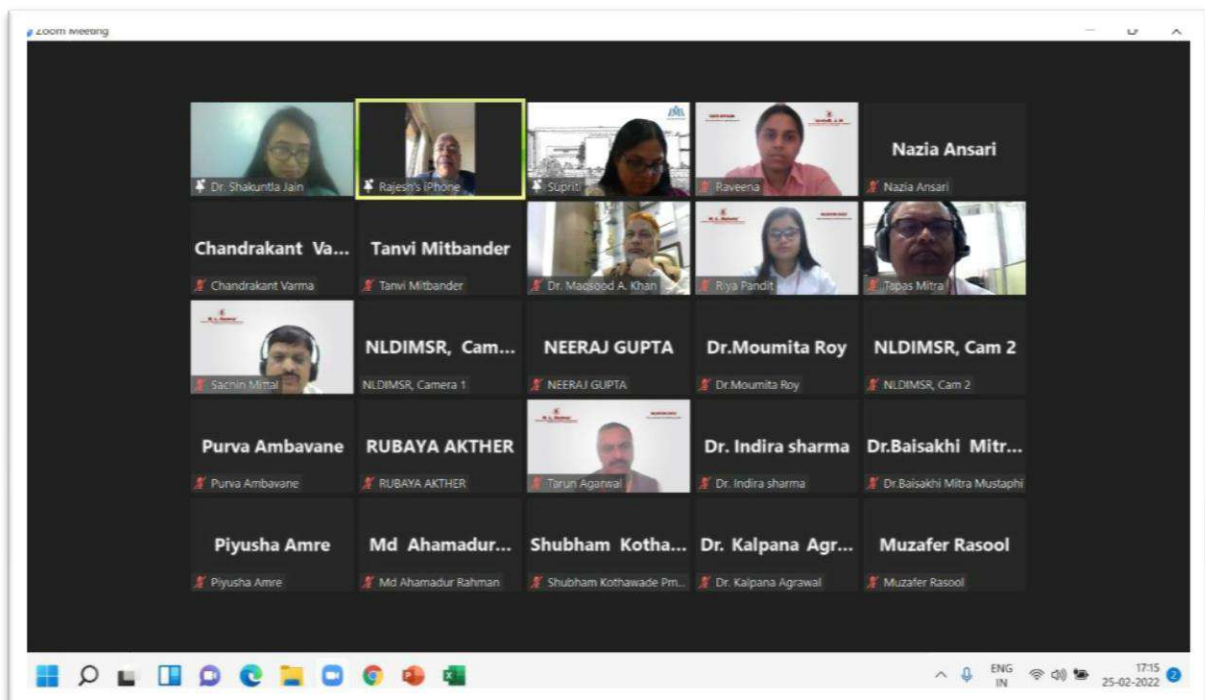 Zoom Meeting
Dr. Shakuntla Jain
Rajesh's iPhone
Supriti
Raveena
Nazia Ansari
Nazia Ansari
Chandrakant Va...
Chandrakant Varma
Tanvi Mitbander
Tanvi Mitbander
Dr. Maqsood A. Khan
Riya Pandit
Tapas Mitra
Sachin Mittal
NLDIMSR, Cam...
NLDIMSR, Camera 1
NEERAJ GUPTA
NEERAJ GUPTA
Dr.Moumita Roy
Dr.Moumita Roy
NLDIMSR, Cam 2
NLDIMSR, Cam 2
Purva Ambavane
Purva Ambavane
RUBAYA AKTHER
RUBAYA AKTHER
Tarun Agarwal
Dr. Indira sharma
Dr. Indira sharma
Dr.Baisakhi Mitr...
Dr.Baisakhi Mitra Mustaphi
Piyusha Amre
Piyusha Amre
Md Ahamadur...
Md Ahamadur Rahman
Shubham Kotha...
Shubham Kothawade Pm...
Dr. Kalpana Agr...
Dr. Kalpana Agrawal
Muzafer Rasool
Muzafer Rasool
ENG
IN
17:15
25-02-2022
2